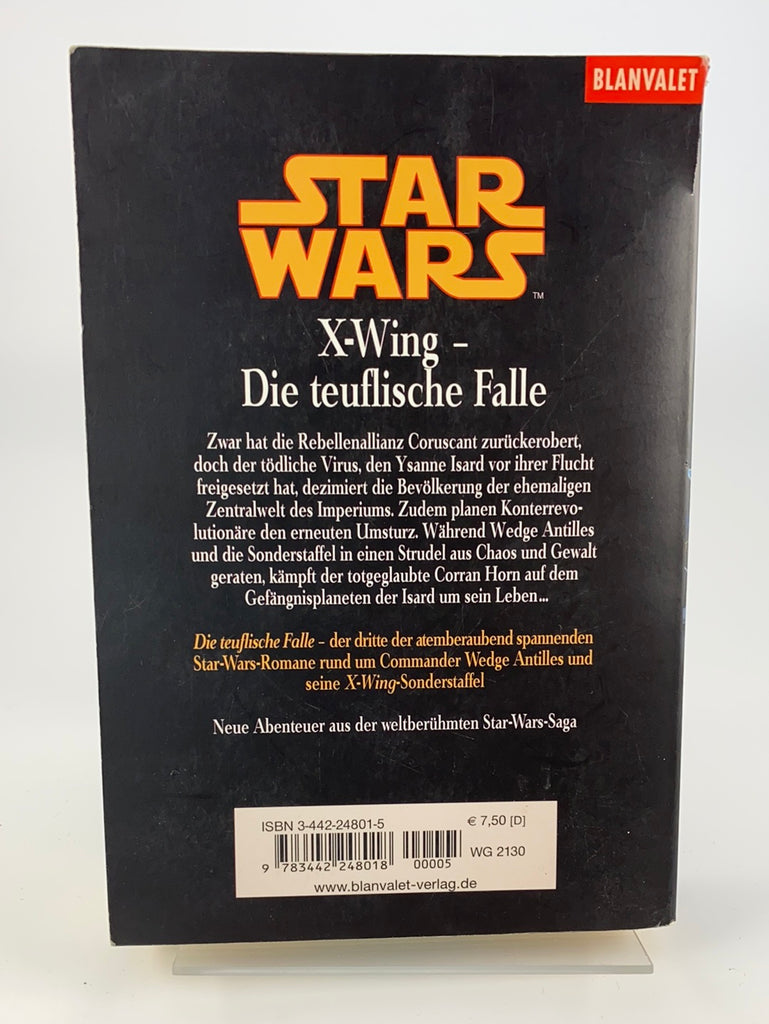 BLANVALET
STAR
WARS
TM
X-Wing –
Die teuflische Falle
Zwar hat die Rebellenallianz Coruscant zurückerobert,
doch der tödliche Virus, den Ysanne Isard vor ihrer Flucht
freigesetzt hat, dezimiert die Bevölkerung der ehemaligen
Zentralwelt des Imperiums. Zudem planen Konterrevo-
lutionäre den erneuten Umsturz. Während Wedge Antilles
und die Sonderstaffel in einen Strudel aus Chaos und Gewalt
geraten, kämpft der totgeglaubte Corran Horn auf dem
Gefängnisplaneten der Isard um sein Leben...
Die teuflische Falle – der dritte der atemberaubend spannenden
Star-Wars-Romane rund um Commander Wedge Antilles und
seine X-Wing-Sonderstaffel
Neue Abenteuer aus der weltberühmten Star-Wars-Saga
ISBN 3-442-24801-5 € 7,50 [D]
9 783442 248018 00005 WG 2130
www.blanvalet-verlag.de